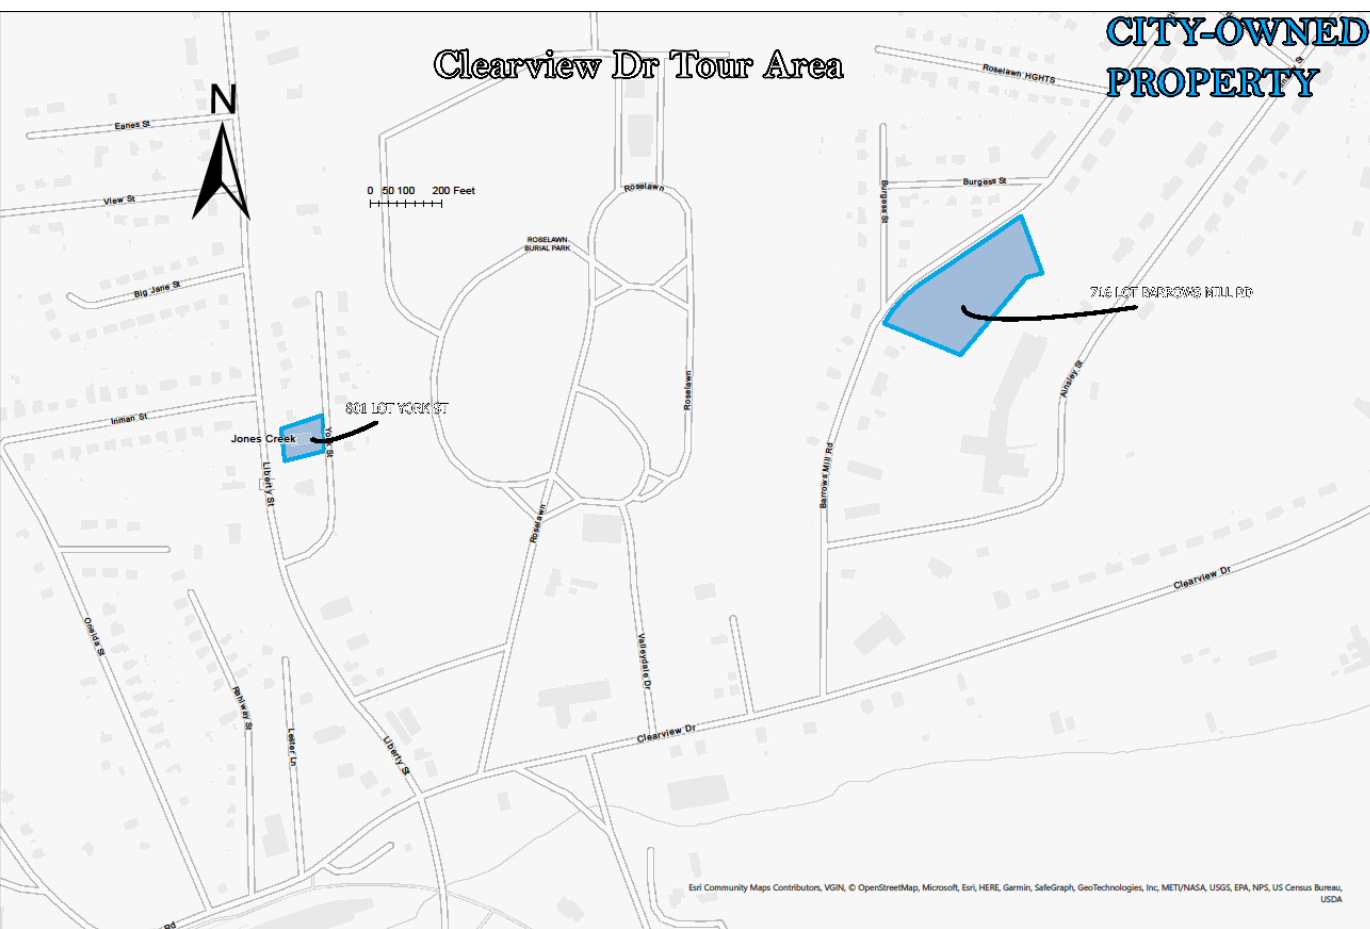 CITY-OWNED
PROPERTY
Clearview Dr Tour Area
Roselawn HGHTS
N
Eanes St
0 50 100 200 Feet
View St
Roselawn
Burgess St
Burgess St
ROSELAWN
BURIAL PARK
Big Jane St
716 LOT BARROWS MILL RD
Ainsley St
Roselawn
801 LOT YORK ST
Inman St
Jones Creek
York St
Liberty St
Barrows Mill Rd
Roselawn
Clearview Dr
Oneida St
Valleydale Dr
Rahlway St
Lester Ln
Liberty St
Clearview Dr
Esri Community Maps Contributors, VGIN, © OpenStreetMap, Microsoft, Esri, HERE, Garmin, SafeGraph, GeoTechnologies, Inc, METI/NASA, USGS, EPA, NPS, US Census Bureau,
USDA
Rd